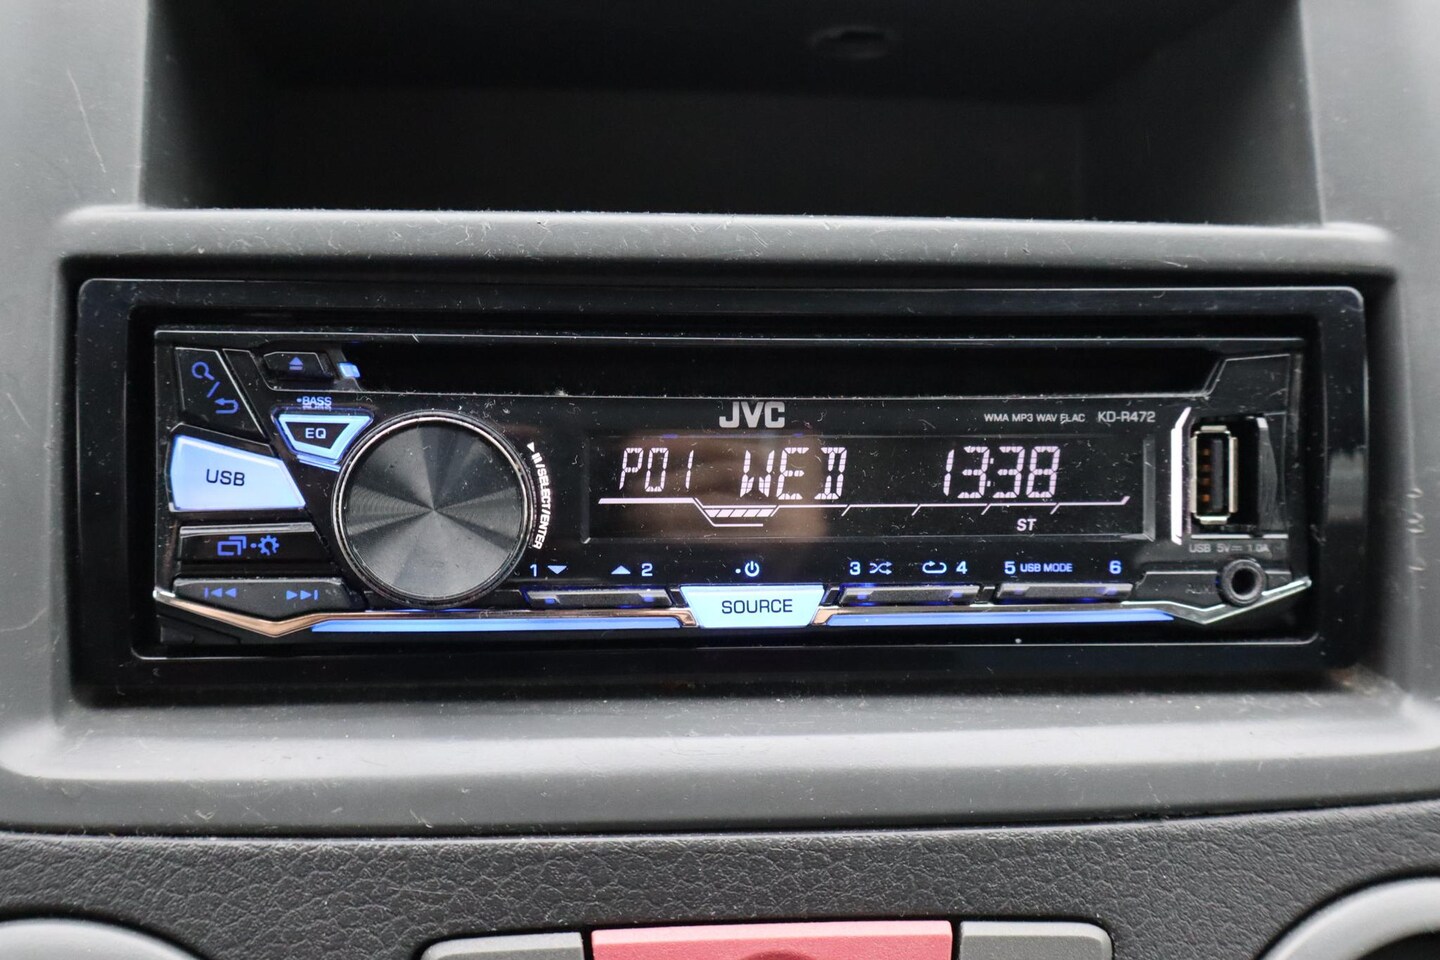 JVC
WMA MP3 WAV FLAC KD-R472
BASS
EQ
USB
SELECT/ENTER
P01 WED 13:38
ST
USB 5V 1.0A
1 2 3 4 5 USB MODE 6
SOURCE